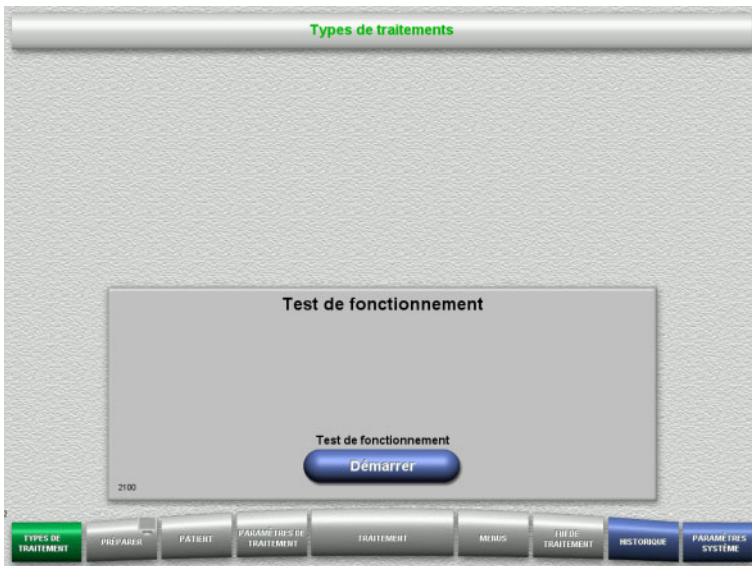 Types de traitements
Test de fonctionnement
Test de fonctionnement
Démarrer
2100
2
TYPES DE
TRAITEMENT
PRÉPARER
PATIENT
PARAMÈTRES DE
TRAITEMENT
TRAITEMENT
MENUS
FIN DE
TRAITEMENT
HISTORIQUE
PARAMÈTRES
SYSTÈME